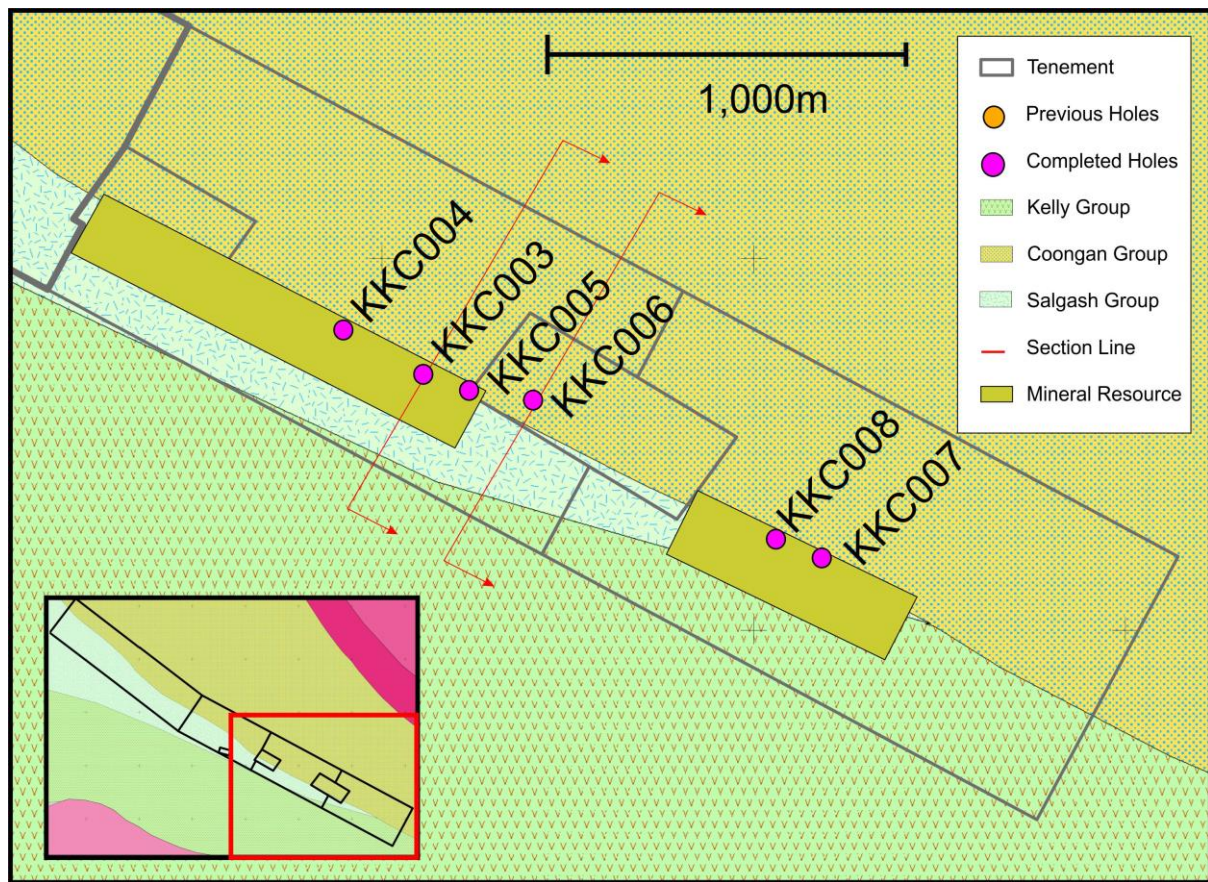 1,000m
Tenement
Previous Holes
Completed Holes
Kelly Group
Coongan Group
Salgash Group
Section Line
Mineral Resource
KKC004
KKC003
KKC005
KKC006
KKC008
KKC007